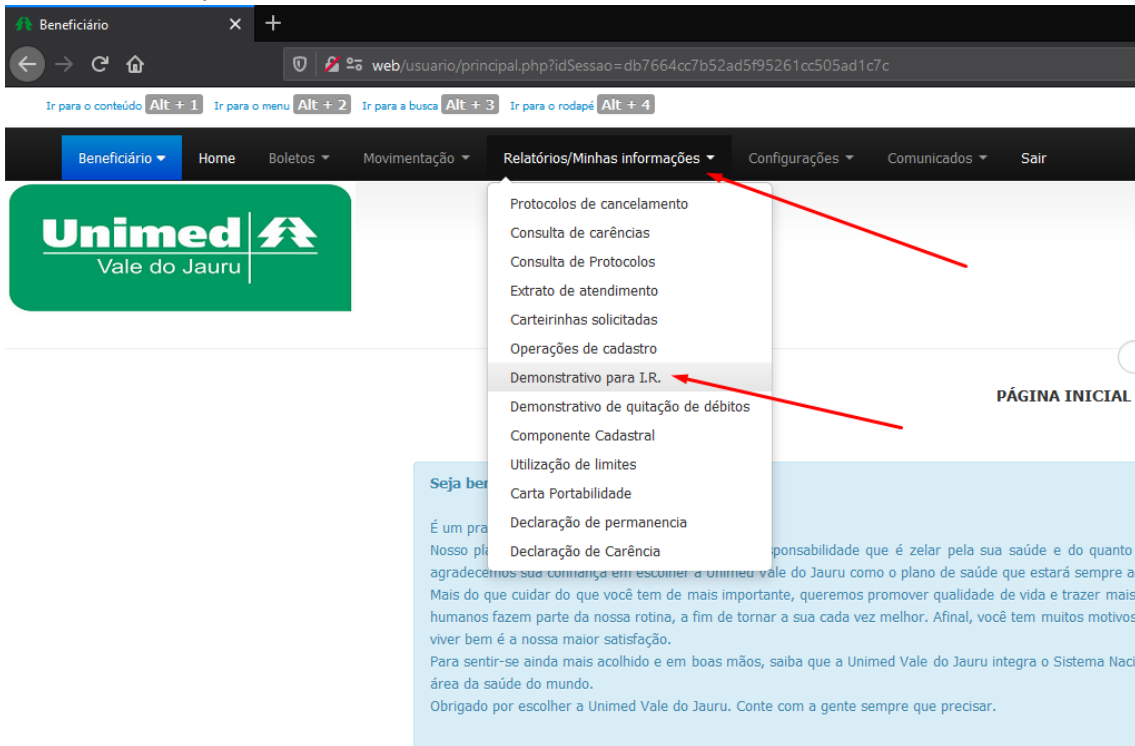 Beneficiário
web/usuario/principal.php?idSessao=db7664cc7b52ad5f95261cc505ad1c7c
Ir para o conteúdo Alt + 1 Ir para o menu Alt + 2 Ir para a busca Alt + 3 Ir para o rodapé Alt + 4
Beneficiário Home Boletos Movimentação Relatórios/Minhas informações Configurações Comunicados Sair
Unimed
Vale do Jauru
Protocolos de cancelamento
Consulta de carências
Consulta de Protocolos
Extrato de atendimento
Carteirinhas solicitadas
Operações de cadastro
Demonstrativo para I.R.
Demonstrativo de quitação de débitos
Componente Cadastral
Utilização de limites
Carta Portabilidade
Declaração de permanencia
Declaração de Carência
PÁGINA INICIAL
Seja ber
É um pra
Nosso pla sponsabilidade que é zelar pela sua saúde e do quanto
agradecemos sua confiança em escolher a Unimed Vale do Jauru como o plano de saúde que estará sempre a
Mais do que cuidar do que você tem de mais importante, queremos promover qualidade de vida e trazer mais
humanos fazem parte da nossa rotina, a fim de tornar a sua cada vez melhor. Afinal, você tem muitos motivos
viver bem é a nossa maior satisfação.
Para sentir-se ainda mais acolhido e em boas mãos, saiba que a Unimed Vale do Jauru integra o Sistema Naci
área da saúde do mundo.
Obrigado por escolher a Unimed Vale do Jauru. Conte com a gente sempre que precisar.